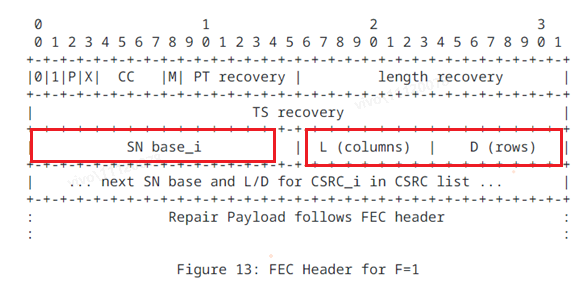 0 1 2 3
0 1 2 3 4 5 6 7 8 9 0 1 2 3 4 5 6 7 8 9 0 1 2 3 4 5 6 7 8 9 0 1
+-+-+-+-+-+-+-+-+-+-+-+-+-+-+-+-+-+-+-+-+-+-+-+-+-+-+-+-+-+-+-+-+
|0|1|P|X| CC |M| PT recovery | length recovery |
+-+-+-+-+-+-+-+-+-+-+-+-+-+-+-+-+-+-+-+-+-+-+-+-+-+-+-+-+-+-+-+-+
| TS recovery |
+-+-+-+-+-+-+-+-+-+-+-+-+-+-+-+-+-+-+-+-+-+-+-+-+-+-+-+-+-+-+-+-+
| SN base_i | L (columns) | D (rows) |
+-+-+-+-+-+-+-+-+-+-+-+-+-+-+-+-+-+-+-+-+-+-+-+-+-+-+-+-+-+-+-+-+
| ... next SN base and L/D for CSRC_i in CSRC list ... |
+-+-+-+-+-+-+-+-+-+-+-+-+-+-+-+-+-+-+-+-+-+-+-+-+-+-+-+-+-+-+-+-+
: Repair Payload follows FEC header :
: :
Figure 13: FEC Header for F=1